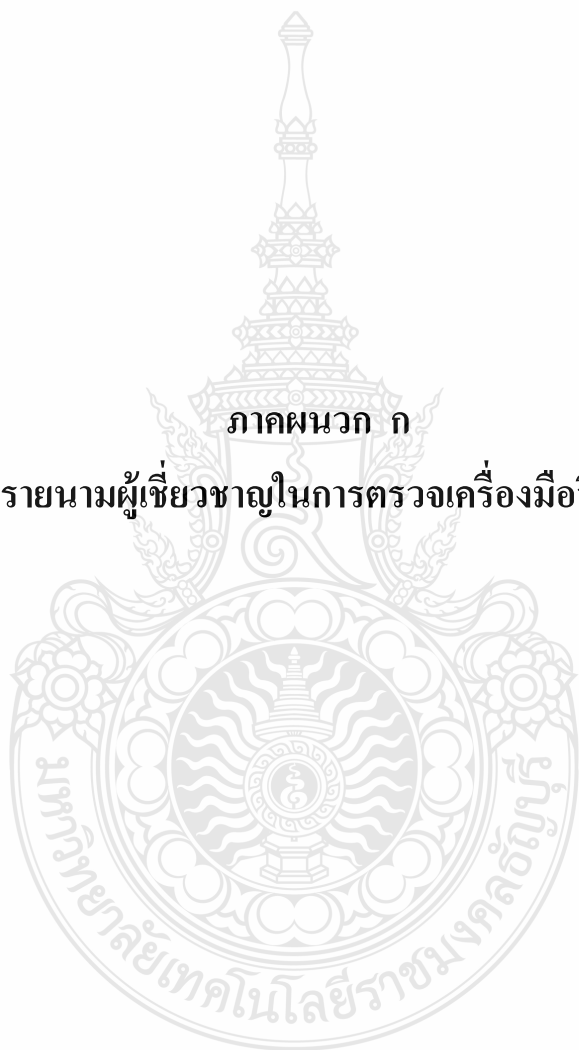 ภาคผนวก ก
รายนามผู้เชี่ยวชาญในการตรวจเครื่องมือ
มหาวิทยาลัยเทคโนโลยีราชมงคลธัญบุรี